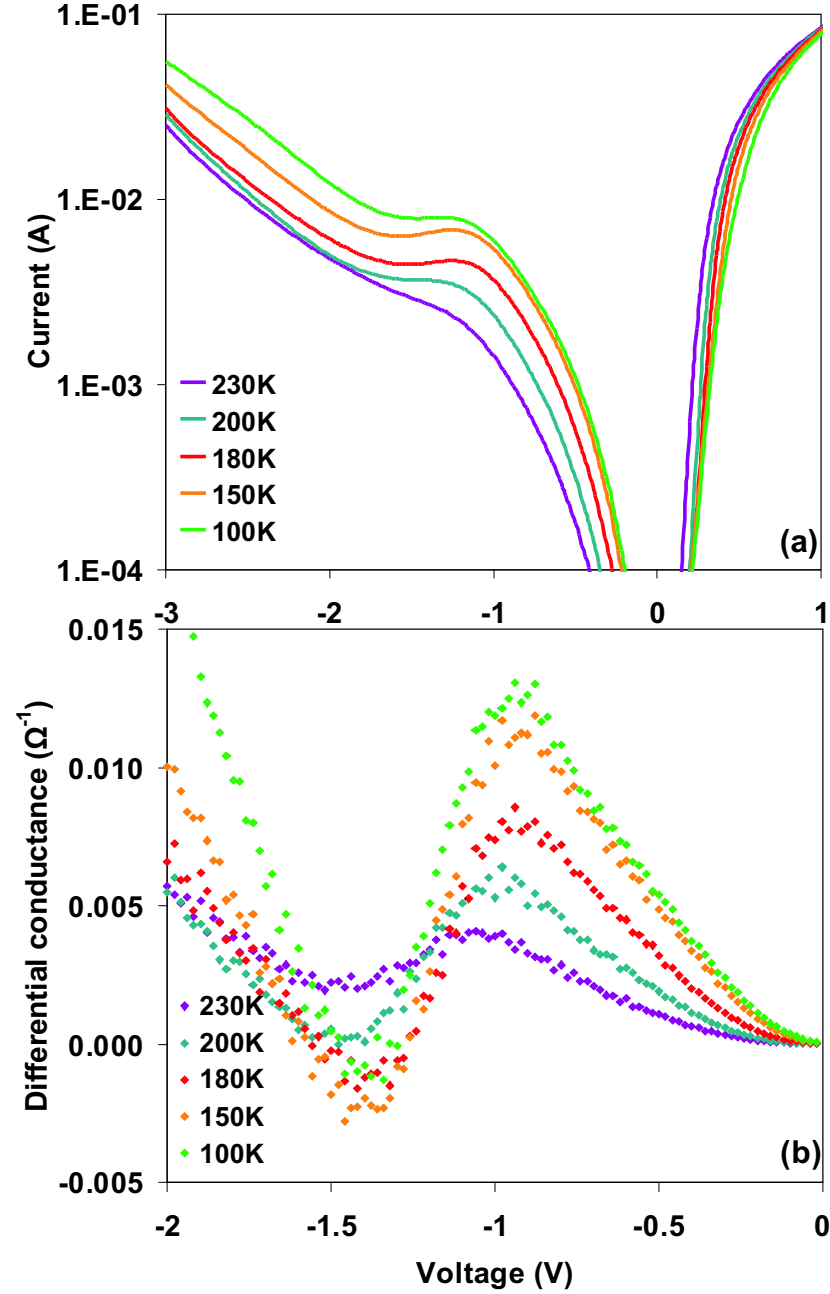 1.E-01
1.E-02
1.E-03
1.E-04
Current (A)
230K
200K
180K
150K
100K
(a)
-3 -2 -1 0 1
0.015
0.010
0.005
0.000
-0.005
Differential conductance (Ω⁻¹)
230K
200K
180K
150K
100K
(b)
-2 -1.5 -1 -0.5 0
Voltage (V)